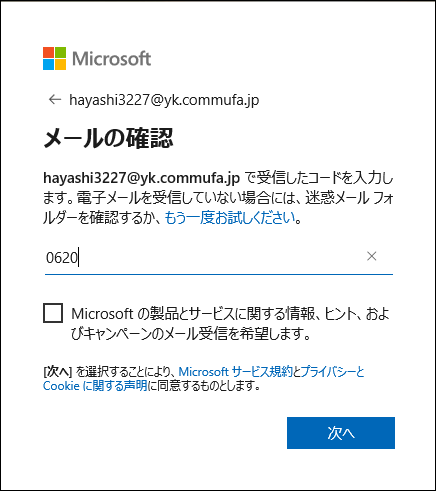 Microsoft
← hayashi3227@yk.commufa.jp
メールの確認
hayashi3227@yk.commufa.jp で受信したコードを入力し
ます。電子メールを受信していない場合には、迷惑メール フォ
ルダーを確認するか、もう一度お試しください。
0620
Microsoft の製品とサービスに関する情報、ヒント、およ
びキャンペーンのメール受信を希望します。
[次へ] を選択することにより、Microsoft サービス規約とプライバシーと
Cookie に関する声明に同意するものとします。
次へ